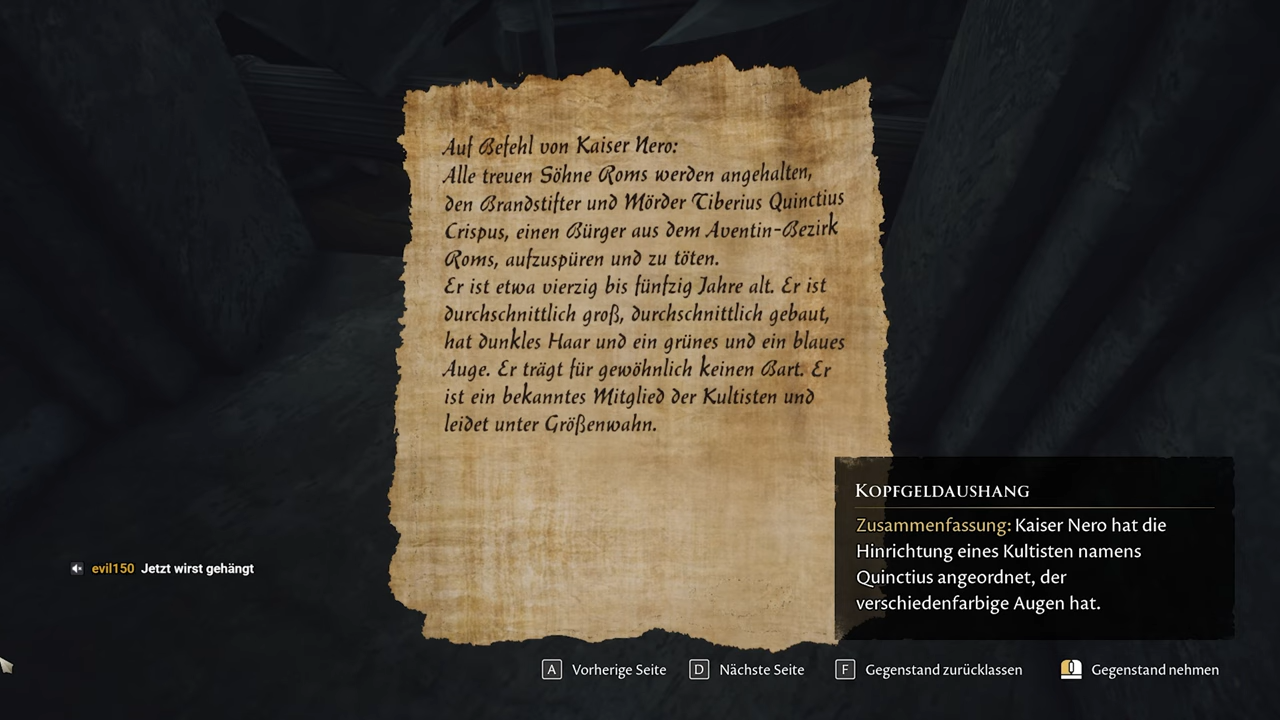 Auf Befehl von Kaiser Nero:
Alle treuen Söhne Roms werden angehalten,
den Brandstifter und Mörder Tiberius Quinctius
Crispus, einen Bürger aus dem Aventin-Bezirk
Roms, aufzuspüren und zu töten.
Er ist etwa vierzig bis fünfzig Jahre alt. Er ist
durchschnittlich groß, durchschnittlich gebaut,
hat dunkles Haar und ein grünes und ein blaues
Auge. Er trägt für gewöhnlich keinen Bart. Er
ist ein bekanntes Mitglied der Kultisten und
leidet unter Größenwahn.
Kopfgeldaushang
Zusammenfassung: Kaiser Nero hat die
Hinrichtung eines Kultisten namens
Quinctius angeordnet, der
verschiedenfarbige Augen hat.
evil150 Jetzt wirst gehängt
A Vorherige Seite D Nächste Seite F Gegenstand zurücklassen Gegenstand nehmen